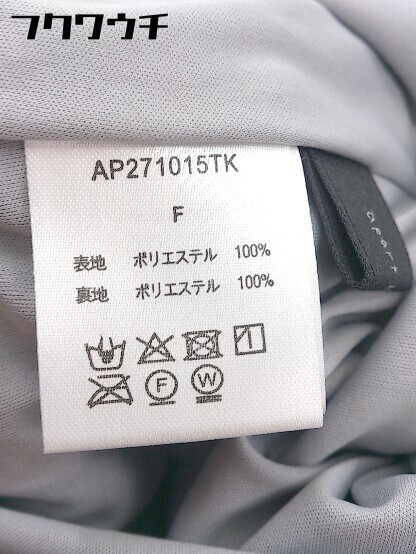 フクワウチ
AP271015TK
F
表地 ポリエステル 100%
裏地 ポリエステル 100%
F W